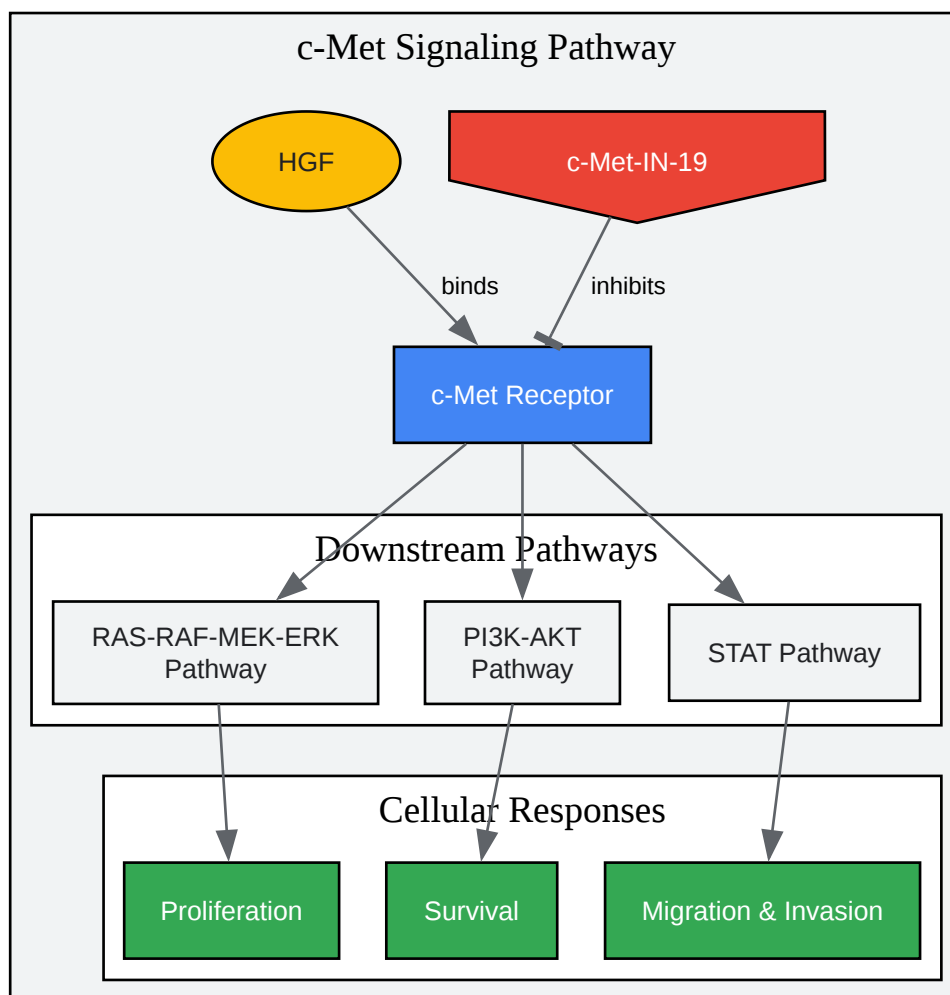 c-Met Signaling Pathway
HGF
c-Met-IN-19
binds
inhibits
c-Met Receptor
Downstream Pathways
RAS-RAF-MEK-ERK
Pathway
PI3K-AKT
Pathway
STAT Pathway
Cellular Responses
Proliferation
Survival
Migration & Invasion